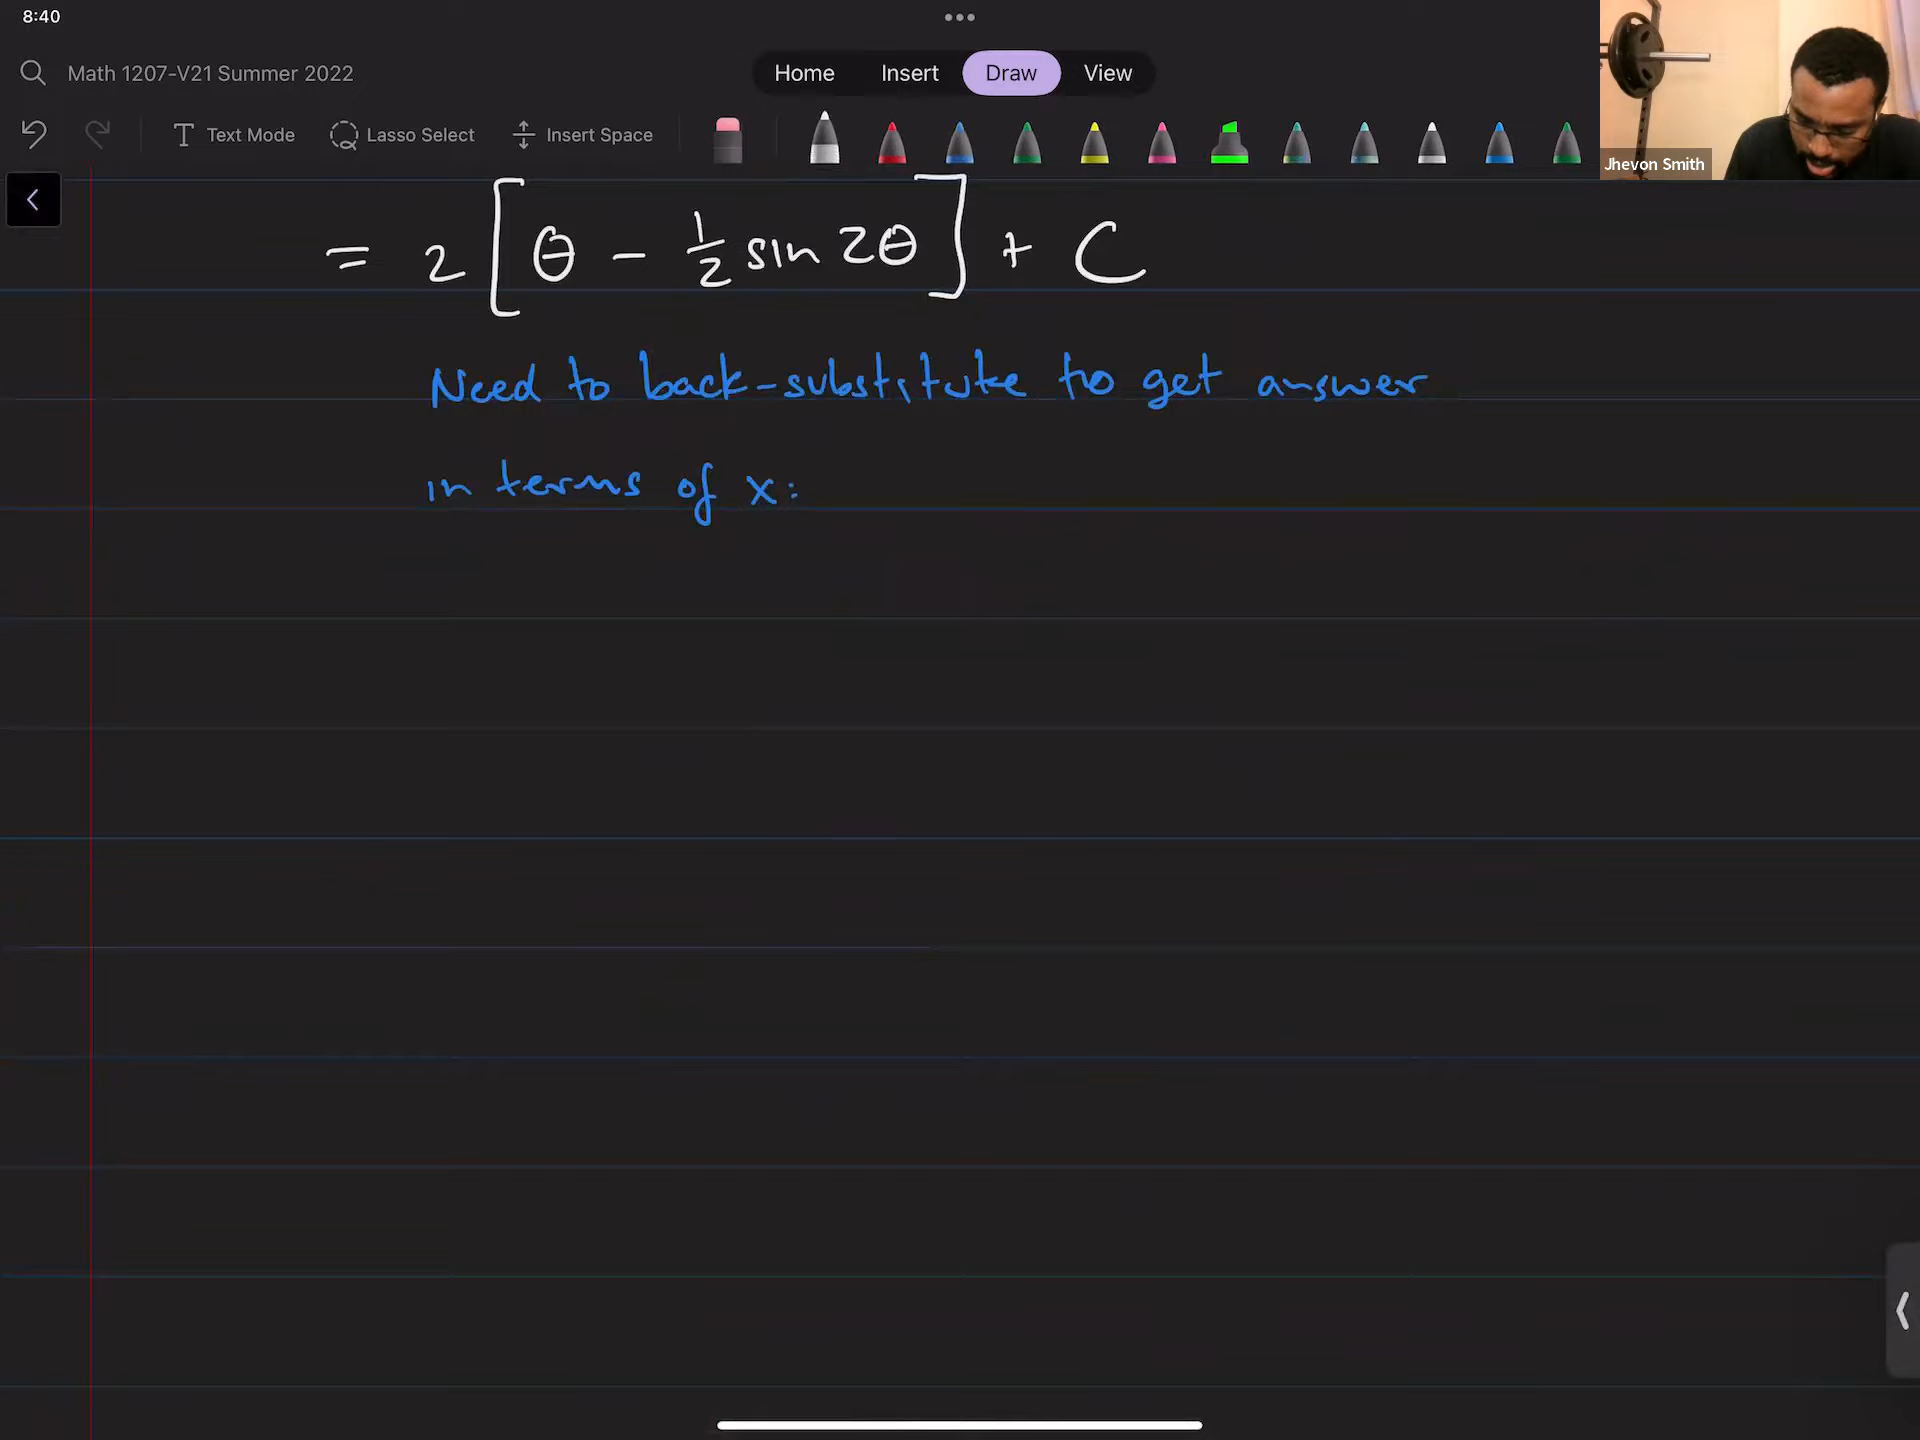 8:40
Math 1207-V21 Summer 2022
Home Insert Draw View
Text Mode Lasso Select Insert Space
Jhevon Smith
= 2 [ θ - 1/2 sin 2θ ] + C
Need to back-substitute to get answer
in terms of x: